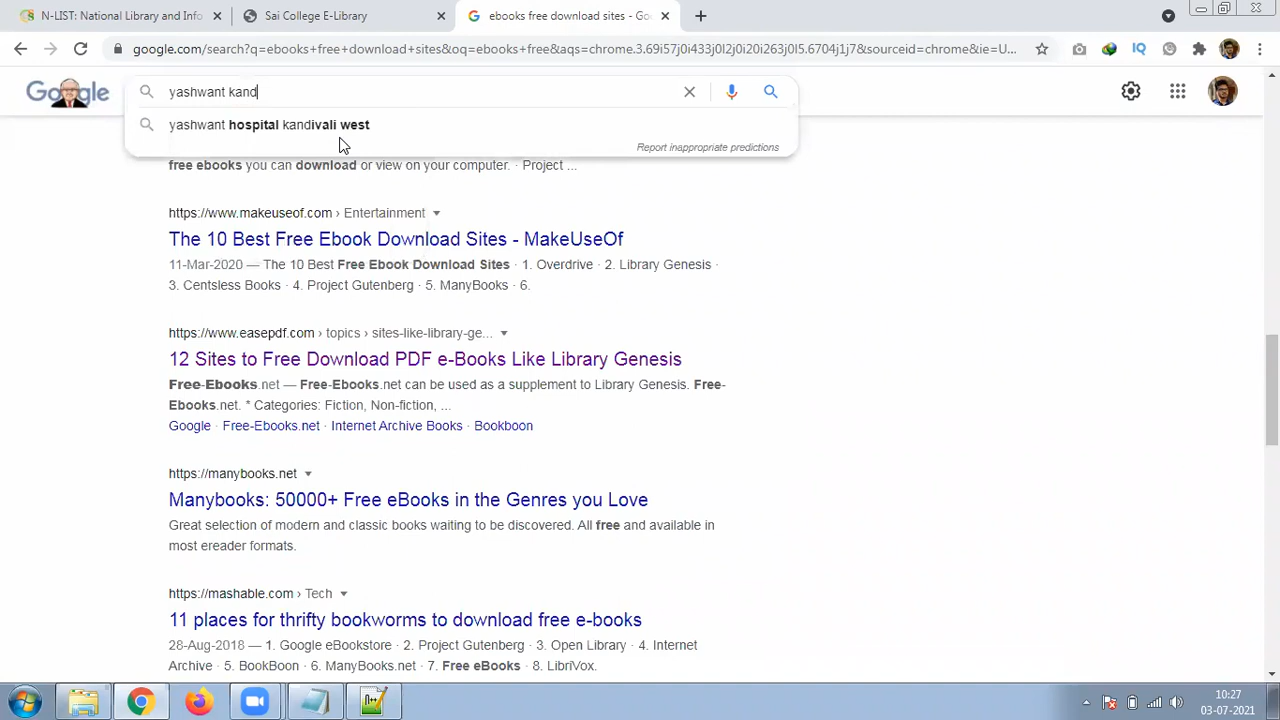 N-LIST: National Library and Info
Sai College E-Library
ebooks free download sites - Goo
google.com/search?q=ebooks+free+download+sites&oq=ebooks+free&aqs=chrome.3.69i57j0i433j0l2j0i20i263j0l5.6704j1j7&sourceid=chrome&ie=U...
IQ
Google
yashwant kand
yashwant hospital kandivali west
Report inappropriate predictions
free ebooks you can download or view on your computer. · Project ...
https://www.makeuseof.com › Entertainment
The 10 Best Free Ebook Download Sites - MakeUseOf
11-Mar-2020 — The 10 Best Free Ebook Download Sites · 1. Overdrive · 2. Library Genesis ·
3. Centsless Books · 4. Project Gutenberg · 5. ManyBooks · 6.
https://www.easepdf.com › topics › sites-like-library-ge...
12 Sites to Free Download PDF e-Books Like Library Genesis
Free-Ebooks.net — Free-Ebooks.net can be used as a supplement to Library Genesis. Free-
Ebooks.net. * Categories: Fiction, Non-fiction, ...
Google · Free-Ebooks.net · Internet Archive Books · Bookboon
https://manybooks.net
Manybooks: 50000+ Free eBooks in the Genres you Love
Great selection of modern and classic books waiting to be discovered. All free and available in
most ereader formats.
https://mashable.com › Tech
11 places for thrifty bookworms to download free e-books
28-Aug-2018 — 1. Google eBookstore · 2. Project Gutenberg · 3. Open Library · 4. Internet
Archive · 5. BookBoon · 6. ManyBooks.net · 7. Free eBooks · 8. LibriVox.
10:27
03-07-2021